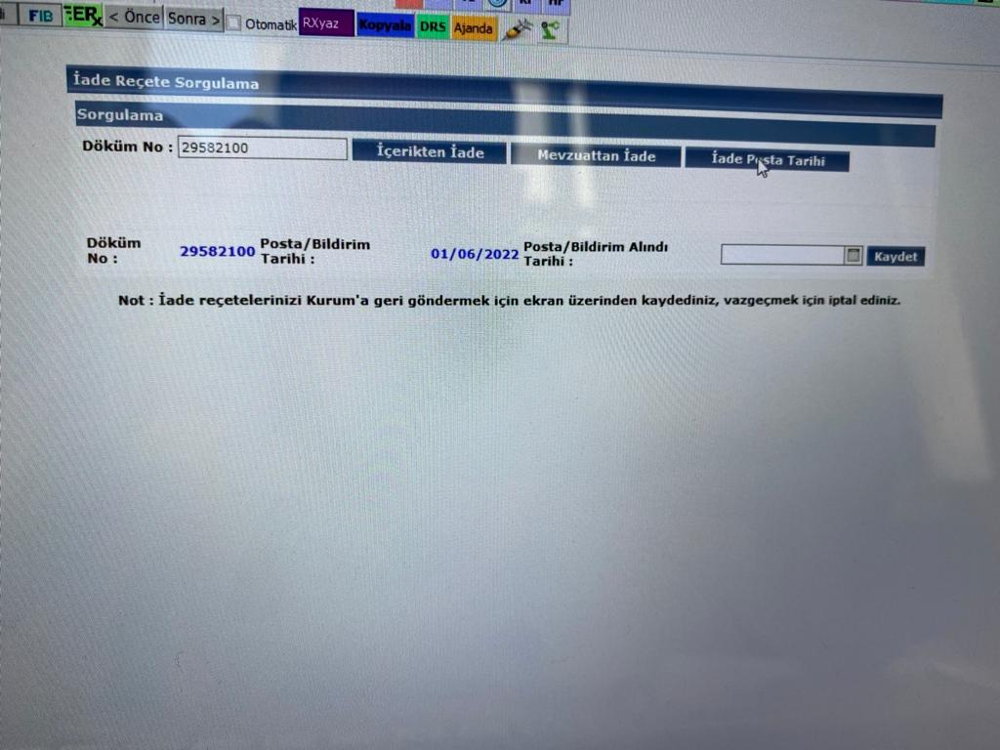 FIB ERx < Önce Sonra > Otomatik RXyaz Kopyala DRS Ajanda
İade Reçete Sorgulama
Sorgulama
Döküm No : 29582100 İçerikten İade Mevzuattan İade İade Posta Tarihi
Döküm No : 29582100 Posta/Bildirim Tarihi : 01/06/2022 Posta/Bildirim Alındı Tarihi : Kaydet
Not : İade reçetelerinizi Kurum'a geri göndermek için ekran üzerinden kaydediniz, vazgeçmek için iptal ediniz.